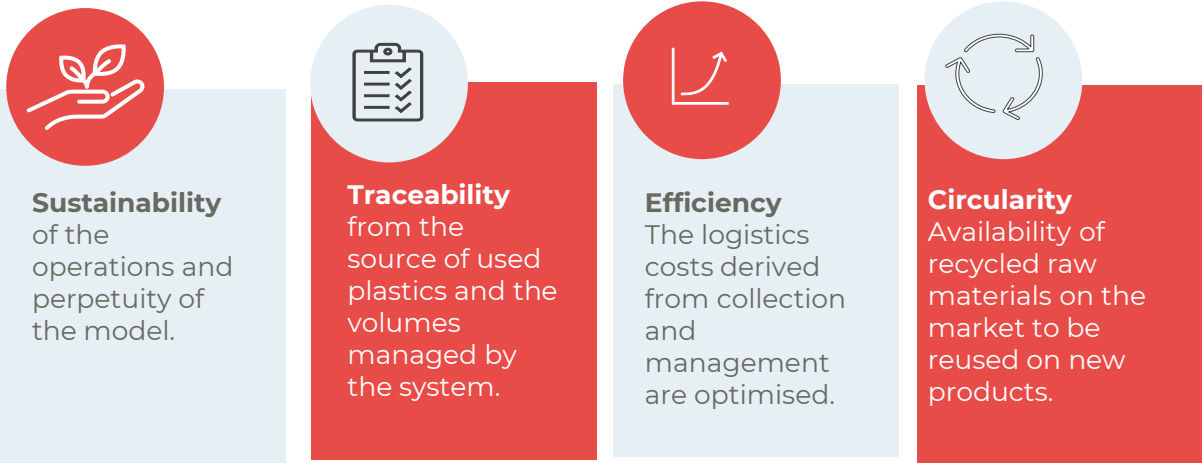 Sustainability
of the
operations and
perpetuity of
the model.
Traceability
from the
source of used
plastics and the
volumes
managed by
the system.
Efficiency
The logistics
costs derived
from collection
and
management
are optimised.
Circularity
Availability of
recycled raw
materials on the
market to be
reused on new
products.